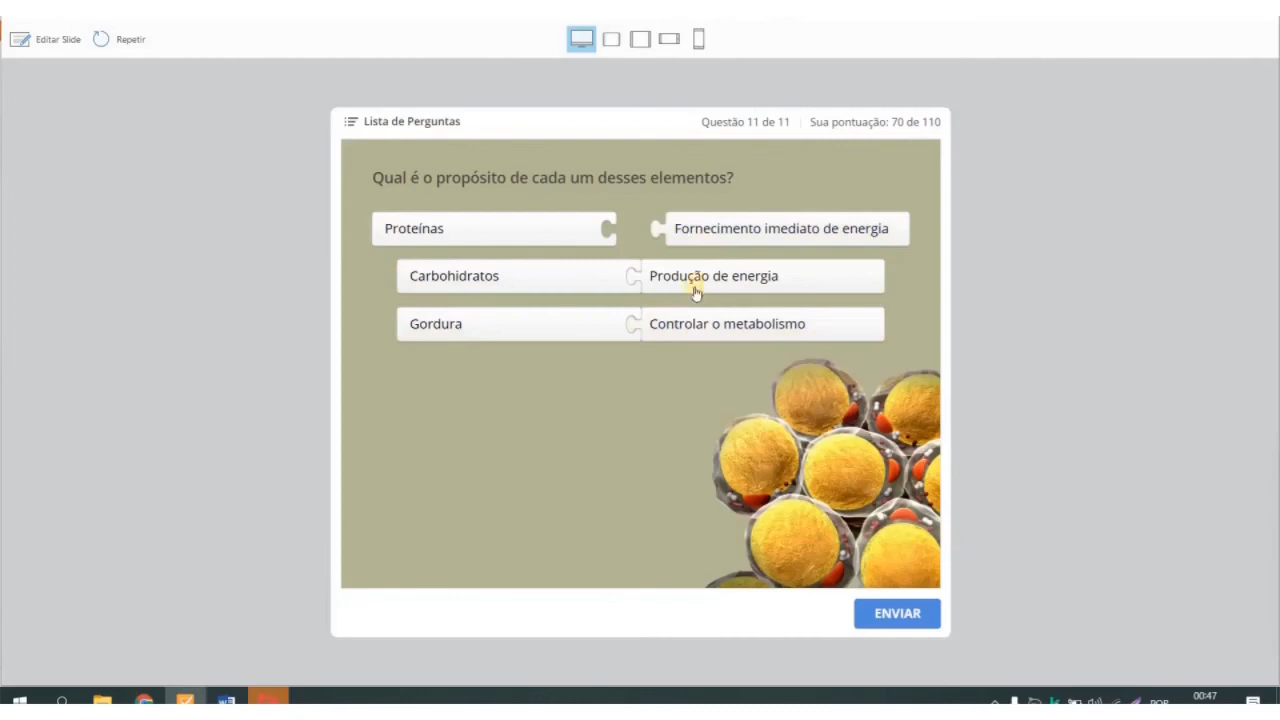 Editar Slide Repetir
Lista de Perguntas Questão 11 de 11 Sua pontuação: 70 de 110
Qual é o propósito de cada um desses elementos?
Proteínas Fornecimento imediato de energia
Carbohidratos Produção de energia
Gordura Controlar o metabolismo
ENVIAR
00:47